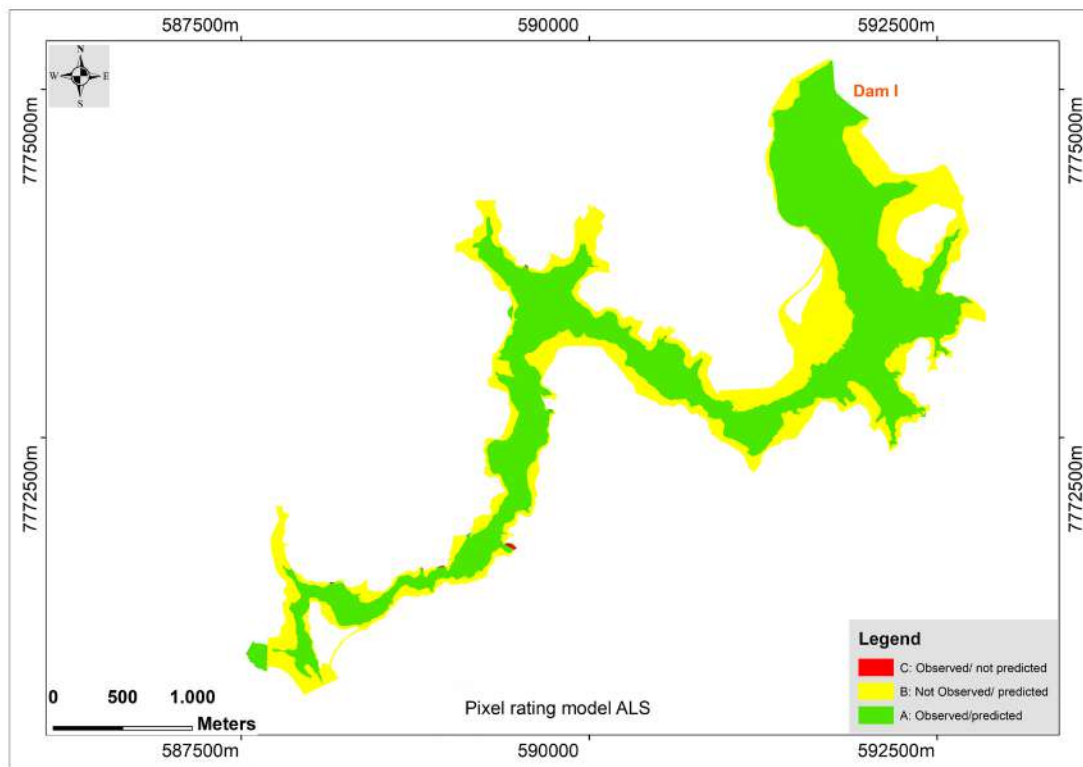 587500m 590000 592500m
N
W E
S
Dam I
7775000m 7775000m
7772500m 7772500m
Legend
C: Observed/ not predicted
B: Not Observed/ predicted
A: Observed/predicted
0 500 1.000
Meters
Pixel rating model ALS
587500m 590000 592500m